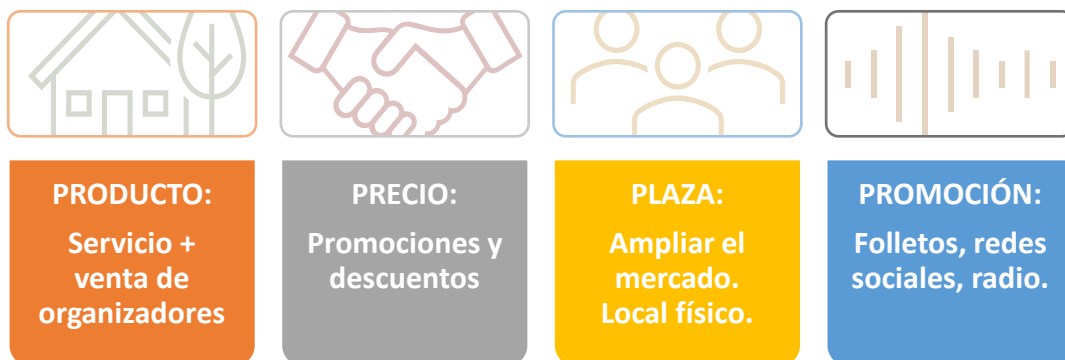 PRODUCTO:
Servicio +
venta de
organizadores
PRECIO:
Promociones y
descuentos
PLAZA:
Ampliar el
mercado.
Local físico.
PROMOCIÓN:
Folletos, redes
sociales, radio.